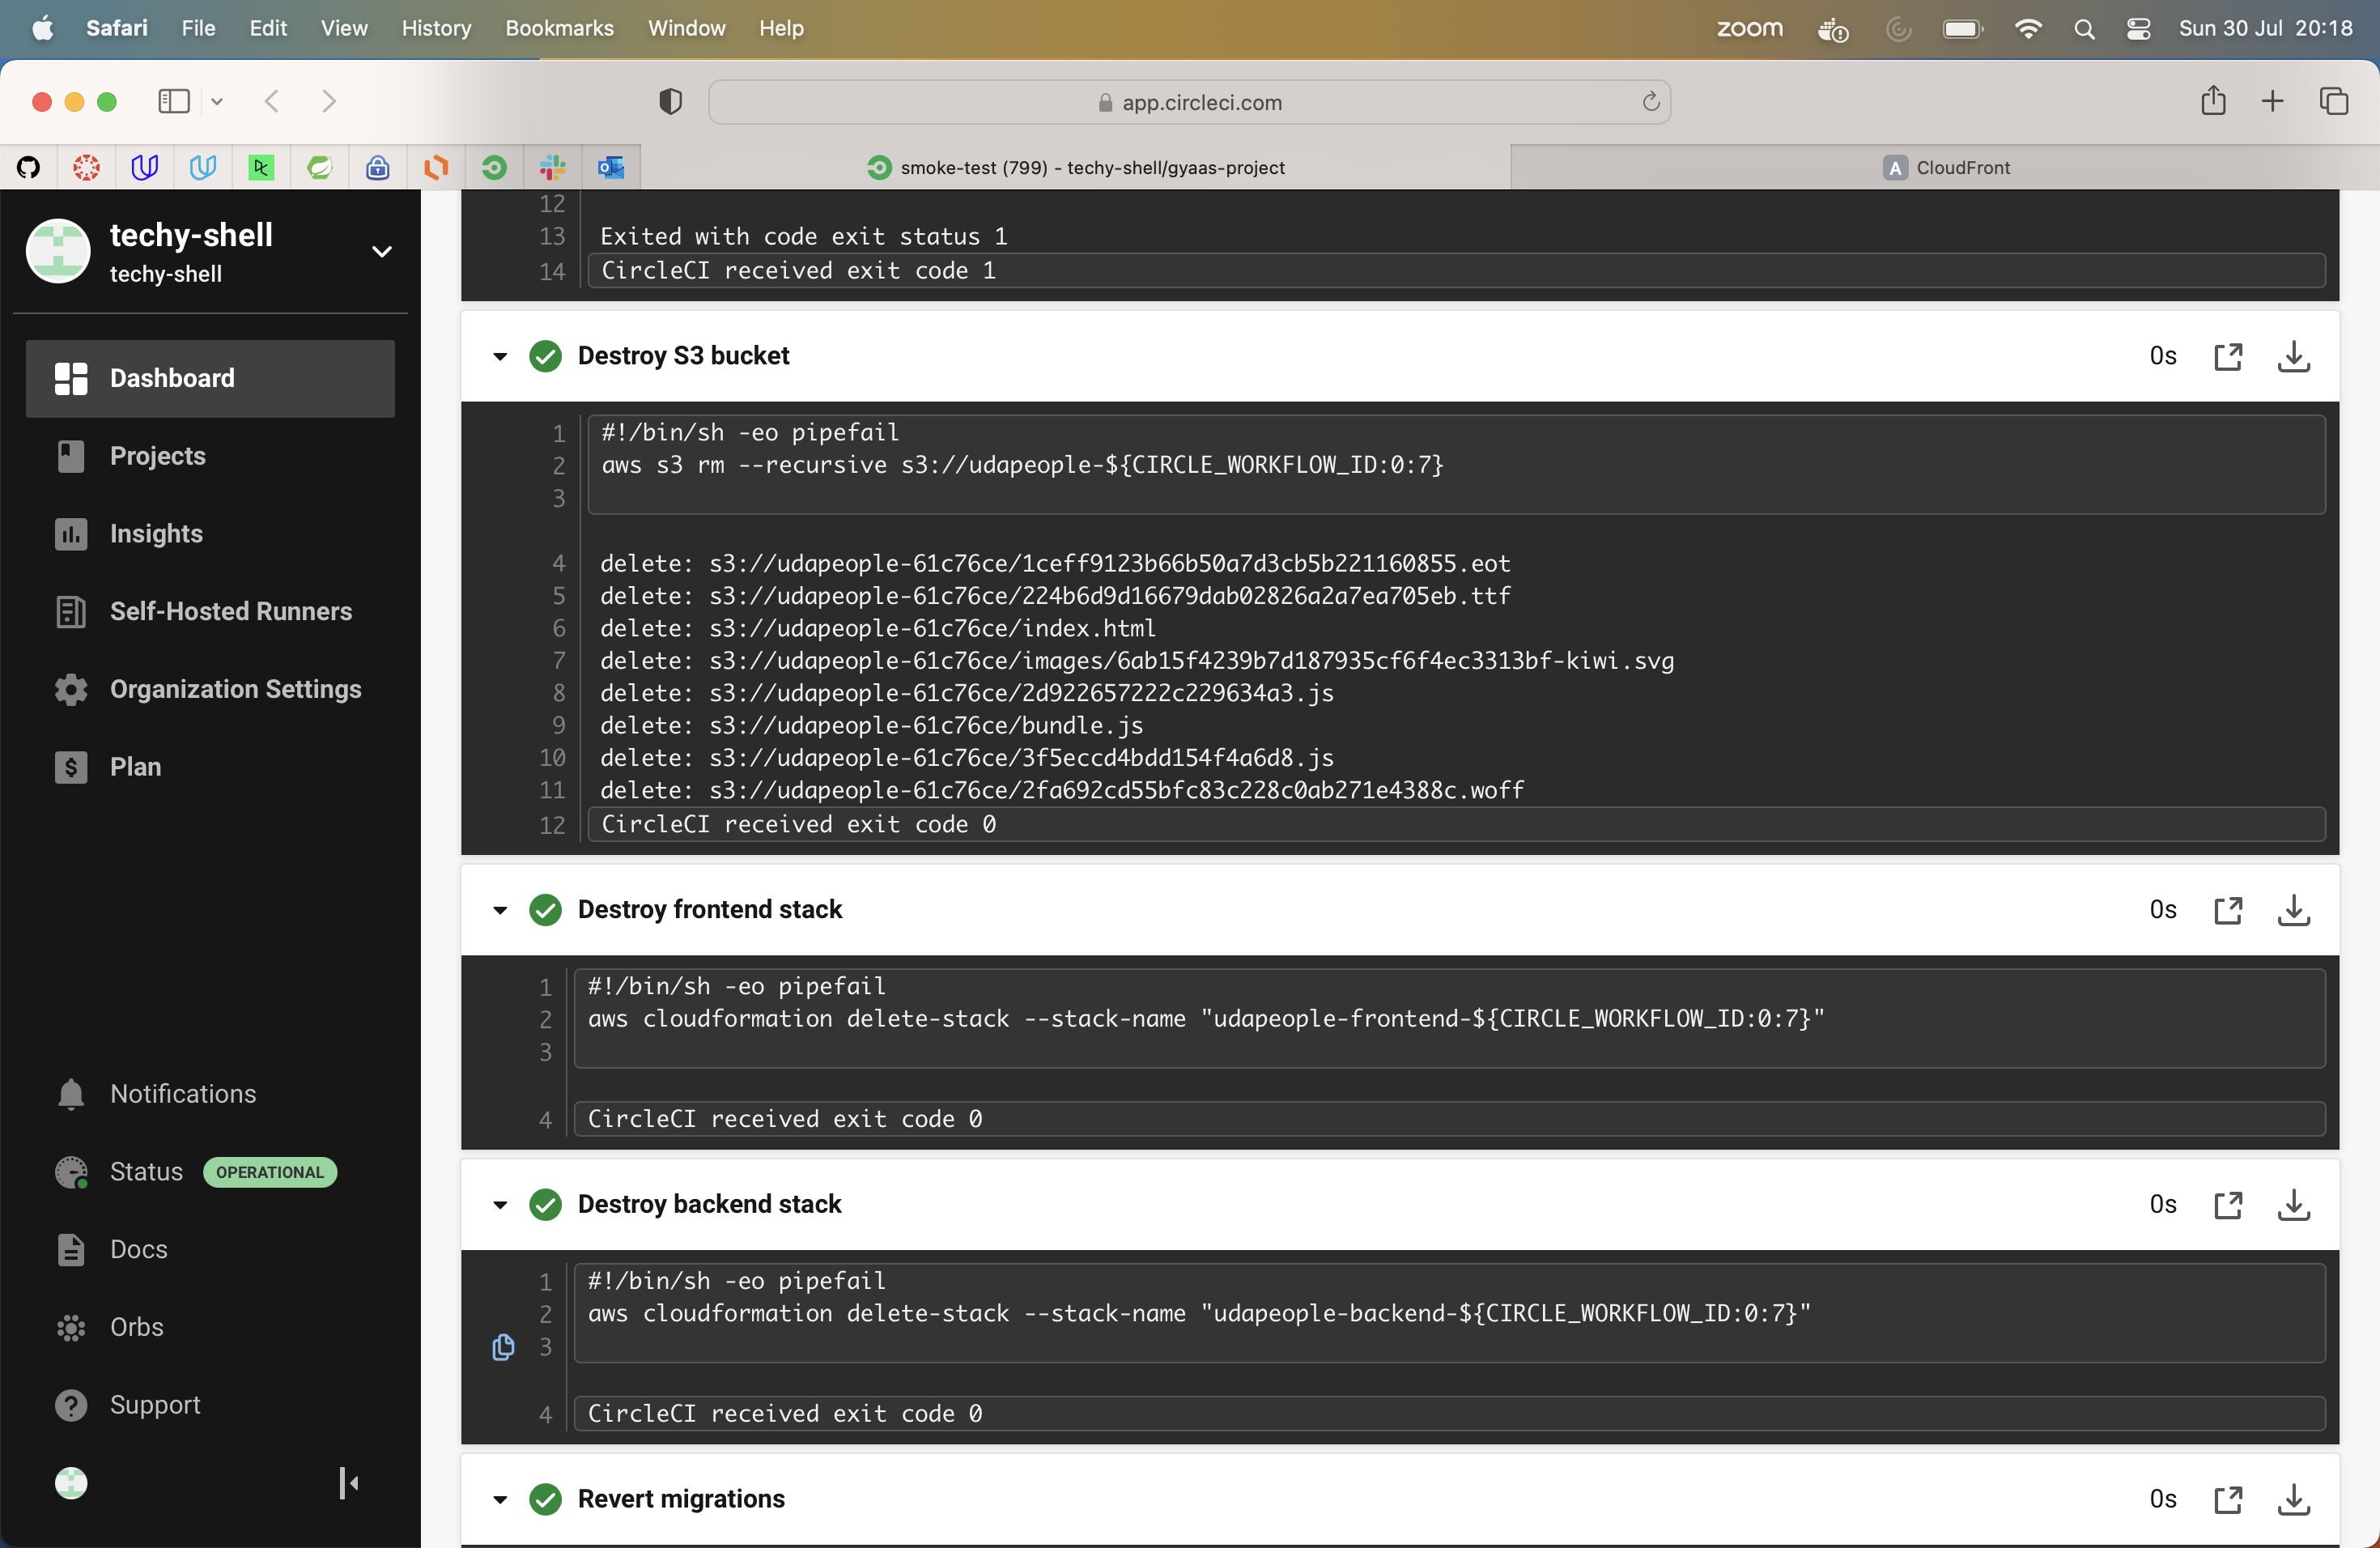 Safari File Edit View History Bookmarks Window Help zoom Sun 30 Jul 20:18
app.circleci.com
smoke-test (799) - techy-shell/gyaas-project
A CloudFront
techy-shell
techy-shell
Dashboard
Projects
Insights
Self-Hosted Runners
Organization Settings
Plan
Notifications
Status OPERATIONAL
Docs
Orbs
Support
12
13 Exited with code exit status 1
14 CircleCI received exit code 1
Destroy S3 bucket 0s
1 #!/bin/sh -eo pipefail
2 aws s3 rm --recursive s3://udapeople-${CIRCLE_WORKFLOW_ID:0:7}
3
4 delete: s3://udapeople-61c76ce/1ceff9123b66b50a7d3cb5b221160855.eot
5 delete: s3://udapeople-61c76ce/224b6d9d16679dab02826a2a7ea705eb.ttf
6 delete: s3://udapeople-61c76ce/index.html
7 delete: s3://udapeople-61c76ce/images/6ab15f4239b7d187935cf6f4ec3313bf-kiwi.svg
8 delete: s3://udapeople-61c76ce/2d922657222c229634a3.js
9 delete: s3://udapeople-61c76ce/bundle.js
10 delete: s3://udapeople-61c76ce/3f5eccd4bdd154f4a6d8.js
11 delete: s3://udapeople-61c76ce/2fa692cd55bfc83c228c0ab271e4388c.woff
12 CircleCI received exit code 0
Destroy frontend stack 0s
1 #!/bin/sh -eo pipefail
2 aws cloudformation delete-stack --stack-name "udapeople-frontend-${CIRCLE_WORKFLOW_ID:0:7}"
3
4 CircleCI received exit code 0
Destroy backend stack 0s
1 #!/bin/sh -eo pipefail
2 aws cloudformation delete-stack --stack-name "udapeople-backend-${CIRCLE_WORKFLOW_ID:0:7}"
3
4 CircleCI received exit code 0
Revert migrations 0s